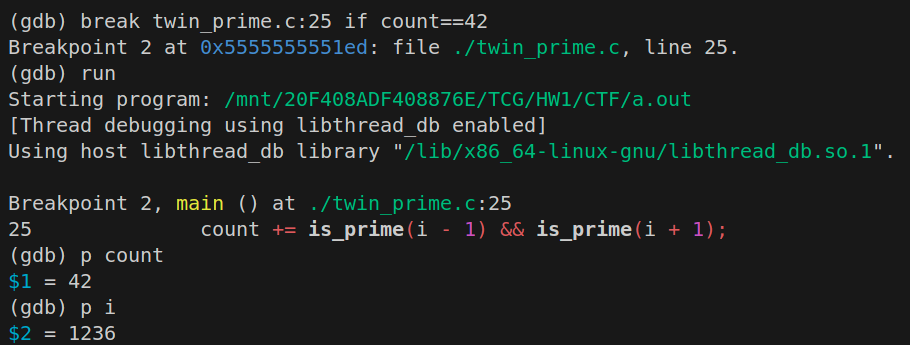 (gdb) break twin_prime.c:25 if count==42
Breakpoint 2 at 0x5555555551ed: file ./twin_prime.c, line 25.
(gdb) run
Starting program: /mnt/20F408ADF408876E/TCG/HW1/CTF/a.out
[Thread debugging using libthread_db enabled]
Using host libthread_db library "/lib/x86_64-linux-gnu/libthread_db.so.1".
Breakpoint 2, main () at ./twin_prime.c:25
25              count += is_prime(i - 1) && is_prime(i + 1);
(gdb) p count
$1 = 42
(gdb) p i
$2 = 1236